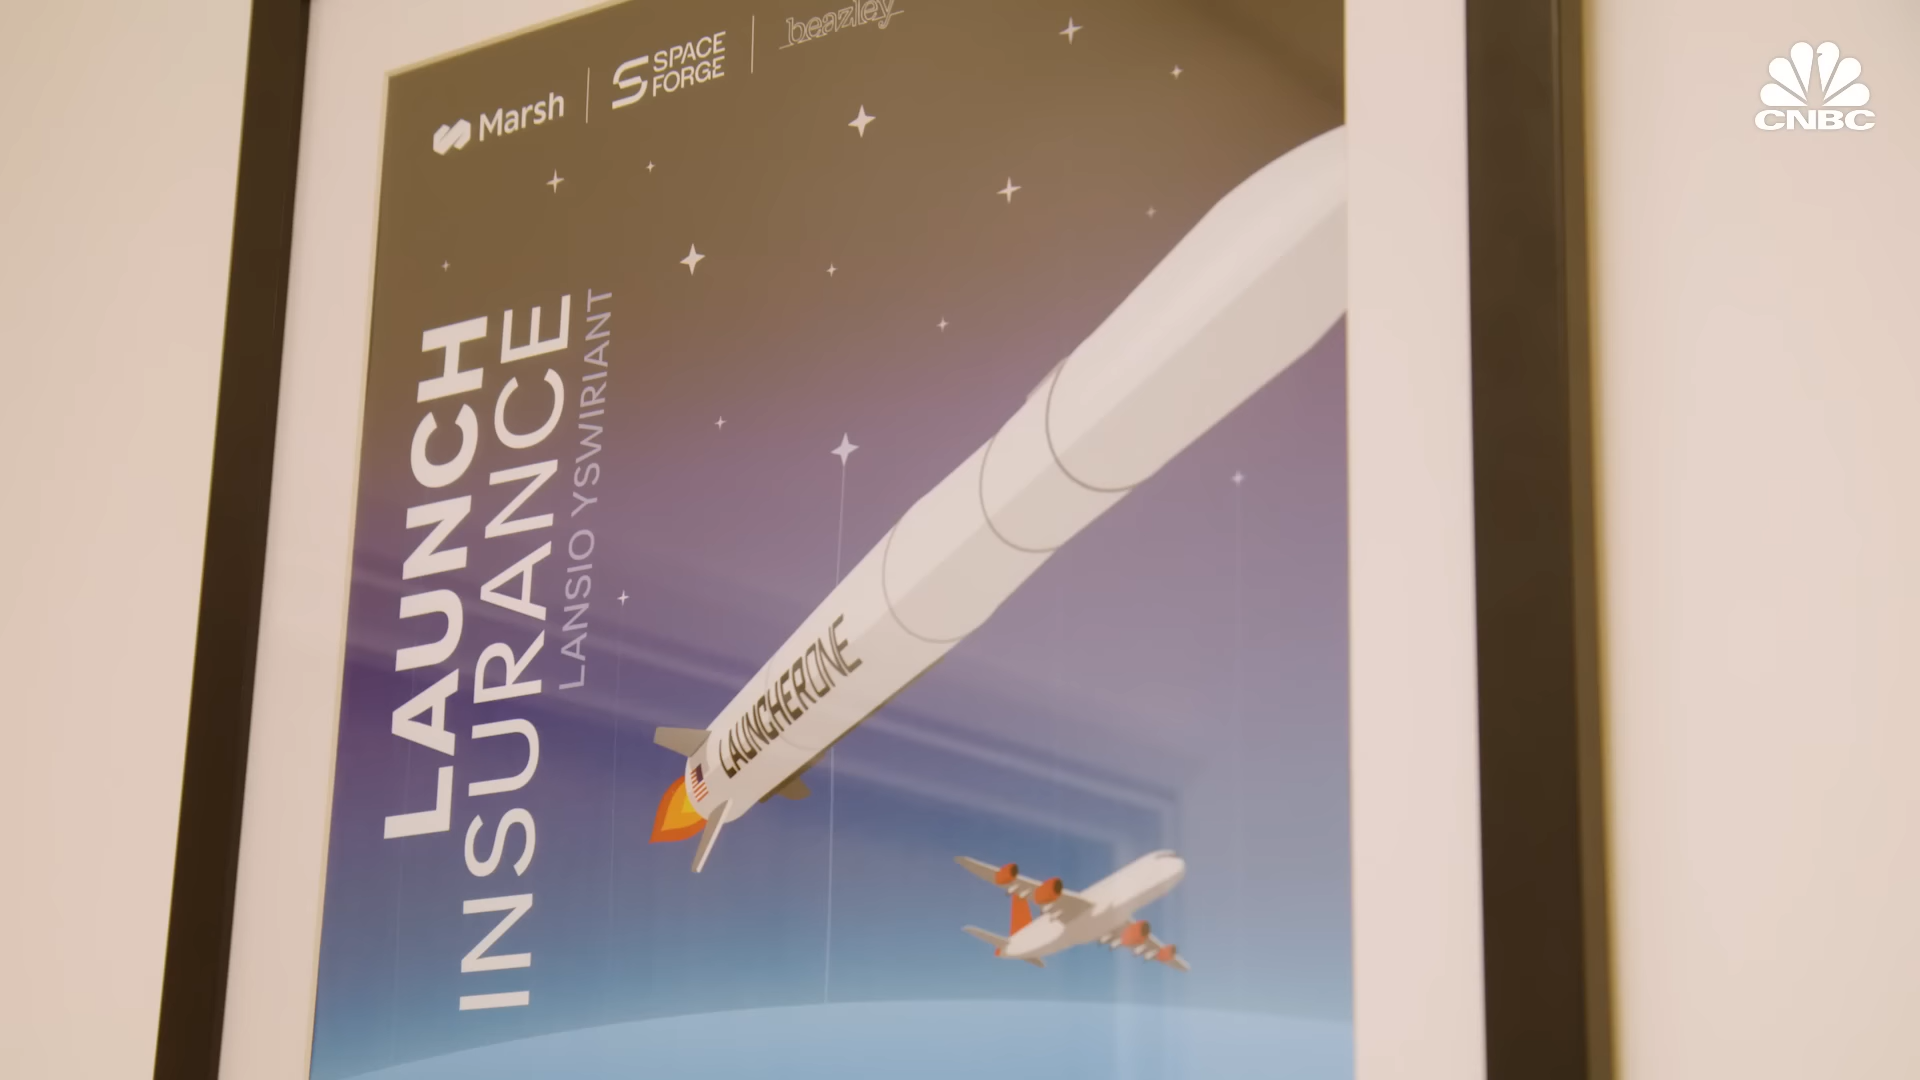 Marsh
SPACE
FORGE
beazley
CNBC
LAUNCH
INSURANCE
LANSIO YSWIRIANT
LAUNCHERONE